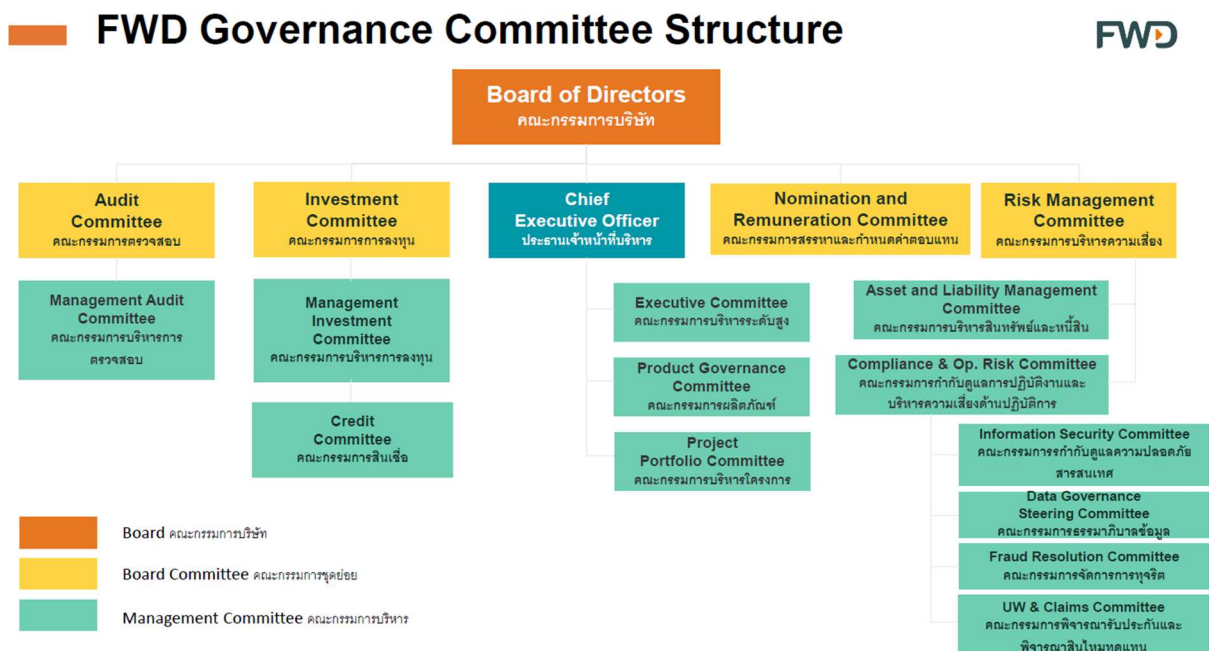 FWD Governance Committee Structure
FWD
Board of Directors
คณะกรรมการบริษัท
Audit
Committee
คณะกรรมการตรวจสอบ
Investment
Committee
คณะกรรมการการลงทุน
Chief
Executive Officer
ประธานเจ้าหน้าที่บริหาร
Nomination and
Remuneration Committee
คณะกรรมการสรรหาและกำหนดค่าตอบแทน
Risk Management
Committee
คณะกรรมการบริหารความเสี่ยง
Management Audit
Committee
คณะกรรมการบริหารการ
ตรวจสอบ
Management
Investment
Committee
คณะกรรมการบริหารการลงทุน
Credit
Committee
คณะกรรมการสินเชื่อ
Executive Committee
คณะกรรมการบริหารระดับสูง
Product Governance
Committee
คณะกรรมการผลิตภัณฑ์
Project
Portfolio Committee
คณะกรรมการบริหารโครงการ
Asset and Liability Management
Committee
คณะกรรมการบริหารสินทรัพย์และหนี้สิน
Compliance & Op. Risk Committee
คณะกรรมการกำกับดูแลการปฏิบัติงานและ
บริหารความเสี่ยงด้านปฏิบัติการ
Information Security Committee
คณะกรรมการรกำกับดูแลความปลอดภัย
สารสนเทศ
Data Governance
Steering Committee
คณะกรรมการธรรมาภิบาลข้อมูล
Fraud Resolution Committee
คณะกรรมการจัดการการทุจริต
UW & Claims Committee
คณะกรรมการพิจารณารับประกันและ
พิจารณาสินไหมทดแทน
Board คณะกรรมการบริษัท
Board Committee คณะกรรมการชุดย่อย
Management Committee คณะกรรมการบริหาร